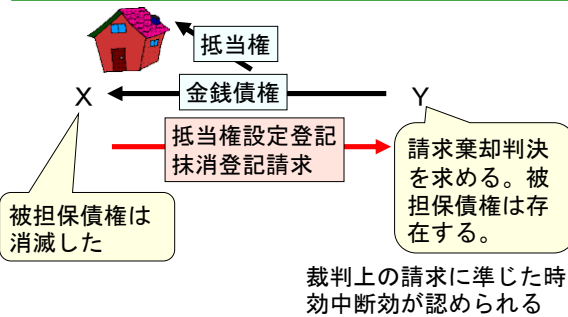 抵当権
X
金銭債権
Y
抵当権設定登記
抹消登記請求
被担保債権は
消滅した
請求棄却判決
を求める。被
担保債権は存
在する。
裁判上の請求に準じた時
効中断効が認められる